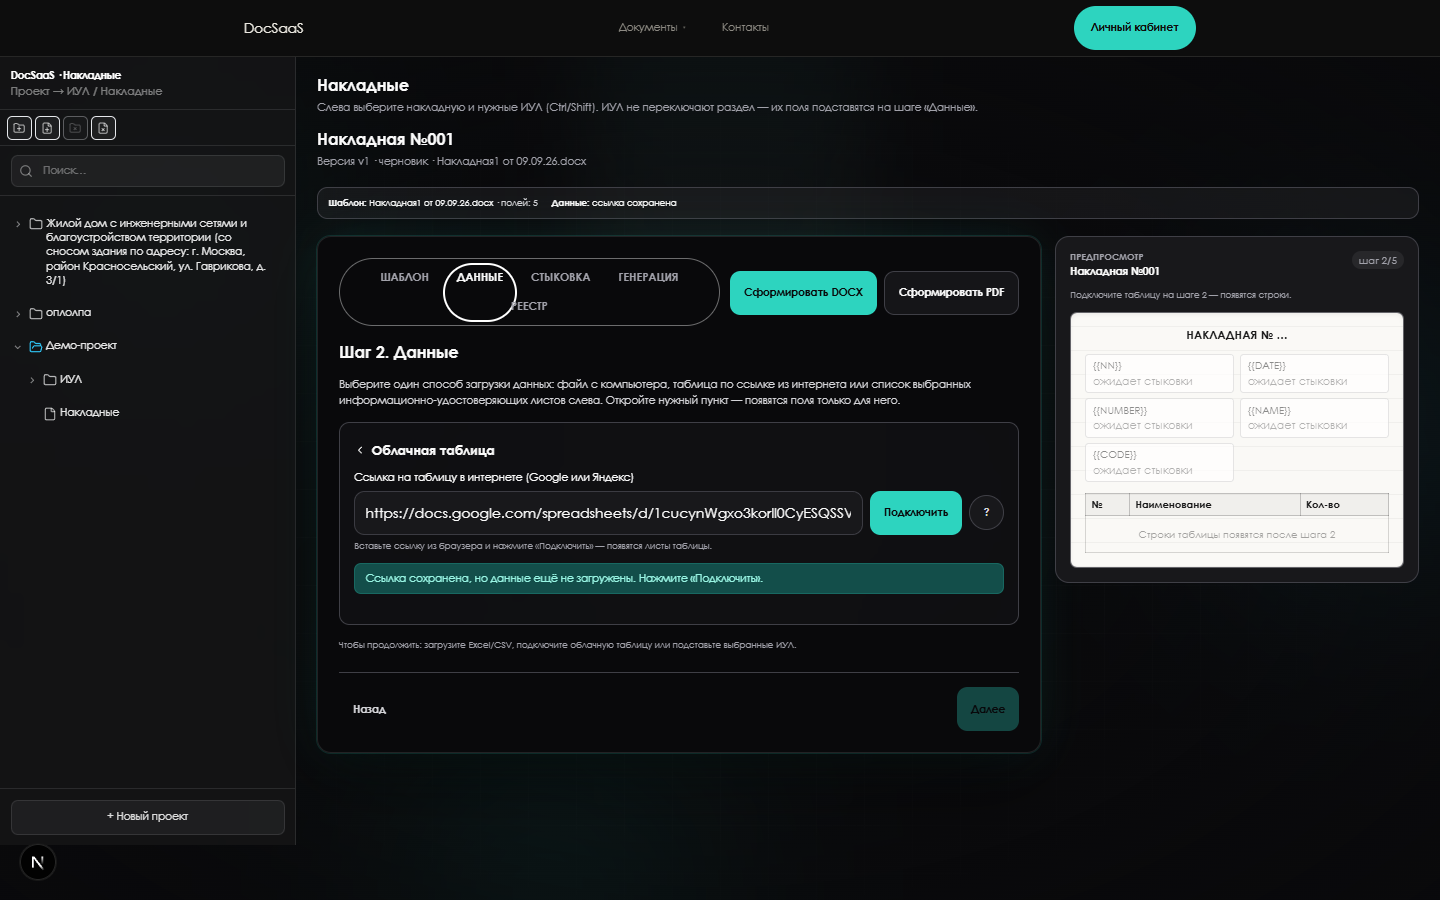 DocSaaS
Документы
Контакты
Личный кабинет
DocSaaS · Накладные
Проект → ИУЛ / Накладные
Поиск...
Жилой дом с инженерными сетями и
благоустройством территории (со
сносом здания по адресу: г. Москва,
район Красносельский, ул. Гаврикова, д.
3/1)
оплолпа
Демо-проект
ИУЛ
Накладные
+ Новый проект
N
Накладные
Слева выберите накладную и нужные ИУЛ (Ctrl/Shift). ИУЛ не переключают раздел — их поля подставятся на шаге «Данные».
Накладная №001
Версия v1 · черновик · Накладная1 от 09.09.26.docx
Шаблон: Накладная1 от 09.09.26.docx · полей: 5 Данные: ссылка сохранена
ШАБЛОН
ДАННЫЕ
СТЫКОВКА
ГЕНЕРАЦИЯ
РЕЕСТР
Сформировать DOCX
Сформировать PDF
Шаг 2. Данные
Выберите один способ загрузки данных: файл с компьютера, таблица по ссылке из интернета или список выбранных
информационно-удостоверяющих листов слева. Откройте нужный пункт — появятся поля только для него.
Облачная таблица
Ссылка на таблицу в интернете (Google или Яндекс)
https://docs.google.com/spreadsheets/d/1cucynWgxo3korll0CyESQSSV
Подключить
?
Вставьте ссылку из браузера и нажмите «Подключить» — появятся листы таблицы.
Ссылка сохранена, но данные ещё не загружены. Нажмите «Подключить».
Чтобы продолжить: загрузите Excel/CSV, подключите облачную таблицу или подставьте выбранные ИУЛ.
Назад
Далее
ПРЕДПРОСМОТР
Накладная №001
шаг 2/5
Подключите таблицу на шаге 2 — появятся строки.
НАКЛАДНАЯ № ...
{{NN}}
ожидает стыковки
{{DATE}}
ожидает стыковки
{{NUMBER}}
ожидает стыковки
{{NAME}}
ожидает стыковки
{{CODE}}
ожидает стыковки
№ Наименование Кол-во
Строки таблицы появятся после шага 2